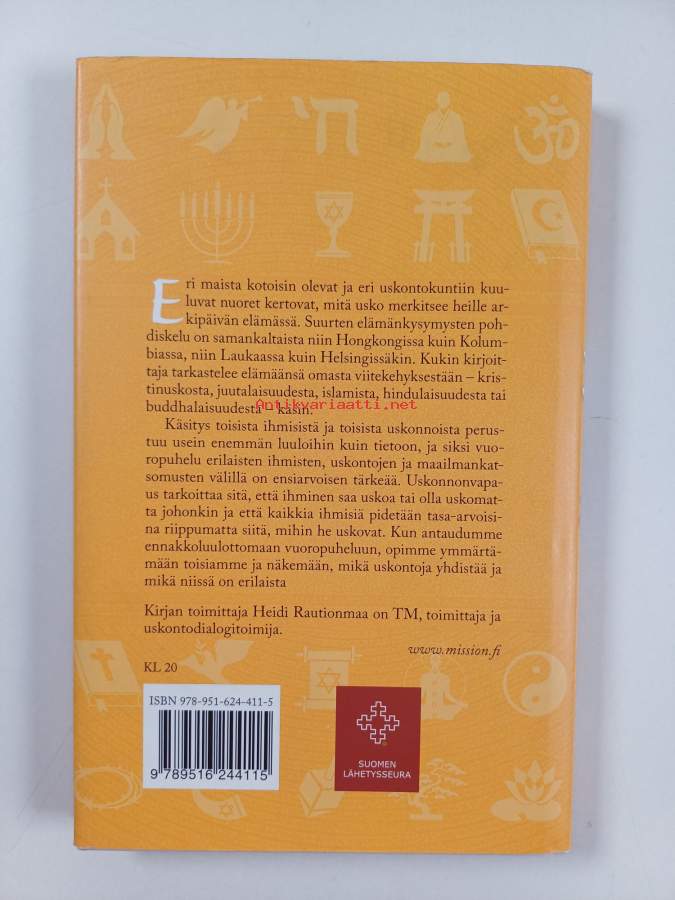 Eri maista kotoisin olevat ja eri uskontokuntiin kuu-
luvat nuoret kertovat, mitä usko merkitsee heille ar-
kipäivän elämässä. Suurten elämänkysymysten poh-
diskelu on samankaltaista niin Hongkongissa kuin Kolum-
biassa, niin Laukaassa kuin Helsingissäkin. Kukin kirjoit-
taja tarkastelee elämäänsä omasta viitekehyksestään – kris-
tinuskosta, juutalaisuudesta, islamista, hindulaisuudesta tai
Antikvariaatti.net
buddhalaisuudesta – käsin.
Käsitys toisista ihmisistä ja toisista uskonnoista perus-
tuu usein enemmän luuloihin kuin tietoon, ja siksi vuo-
ropuhelu erilaisten ihmisten, uskontojen ja maailmankat-
somusten välillä on ensiarvoisen tärkeää. Uskonnonvapa-
us tarkoittaa sitä, että ihminen saa uskoa tai olla uskomat-
ta johonkin ja että kaikkia ihmisiä pidetään tasa-arvoisi-
na riippumatta siitä, mihin he uskovat. Kun antaudumme
ennakkoluulottomaan vuoropuheluun, opimme ymmärtä-
mään toisiamme ja näkemään, mikä uskontoja yhdistää ja
mikä niissä on erilaista
Kirjan toimittaja Heidi Rautionmaa on TM, toimittaja ja
uskontodialogitoimija.
www.mission.fi
KL 20
ISBN 978-951-624-411-5
9 789516 244115
SUOMEN
LÄHETYSSEURA